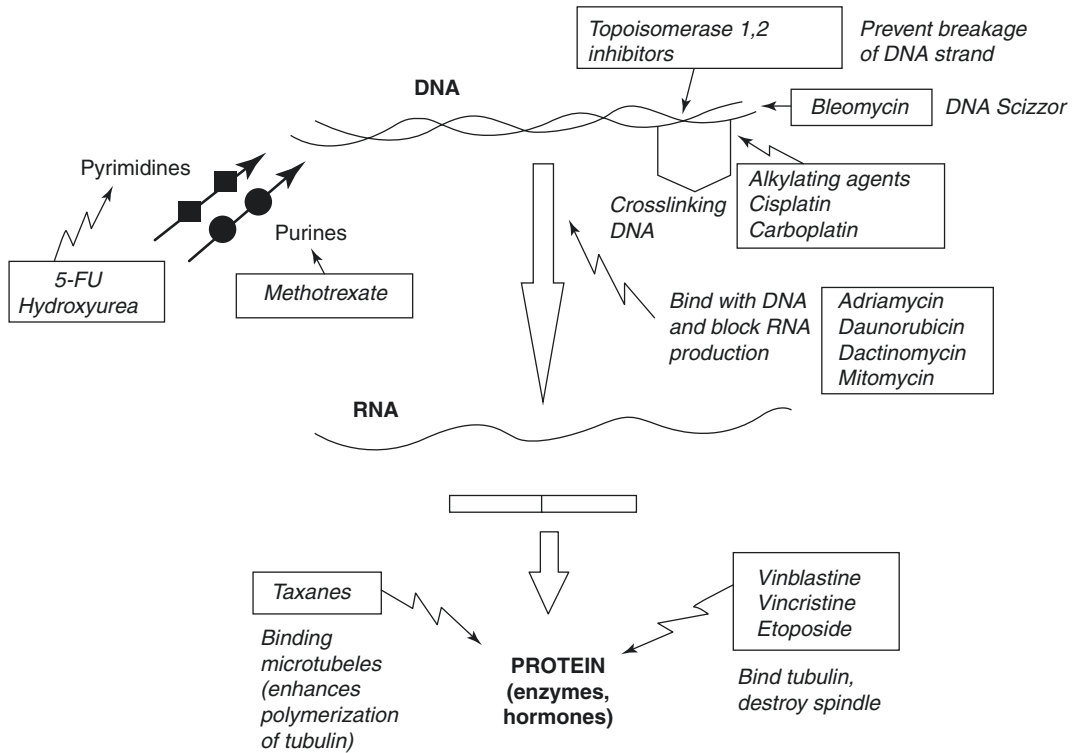 Topoisomerase 1,2
inhibitors
Prevent breakage
of DNA strand
DNA
Bleomycin
DNA Scizzor
Pyrimidines
Alkylating agents
Cisplatin
Carboplatin
Crosslinking
DNA
Purines
5-FU
Hydroxyurea
Methotrexate
Bind with DNA
and block RNA
production
Adriamycin
Daunorubicin
Dactinomycin
Mitomycin
RNA
Taxanes
Binding
microtubeles
(enhances
polymerization
of tubulin)
PROTEIN
(enzymes,
hormones)
Vinblastine
Vincristine
Etoposide
Bind tubulin,
destroy spindle